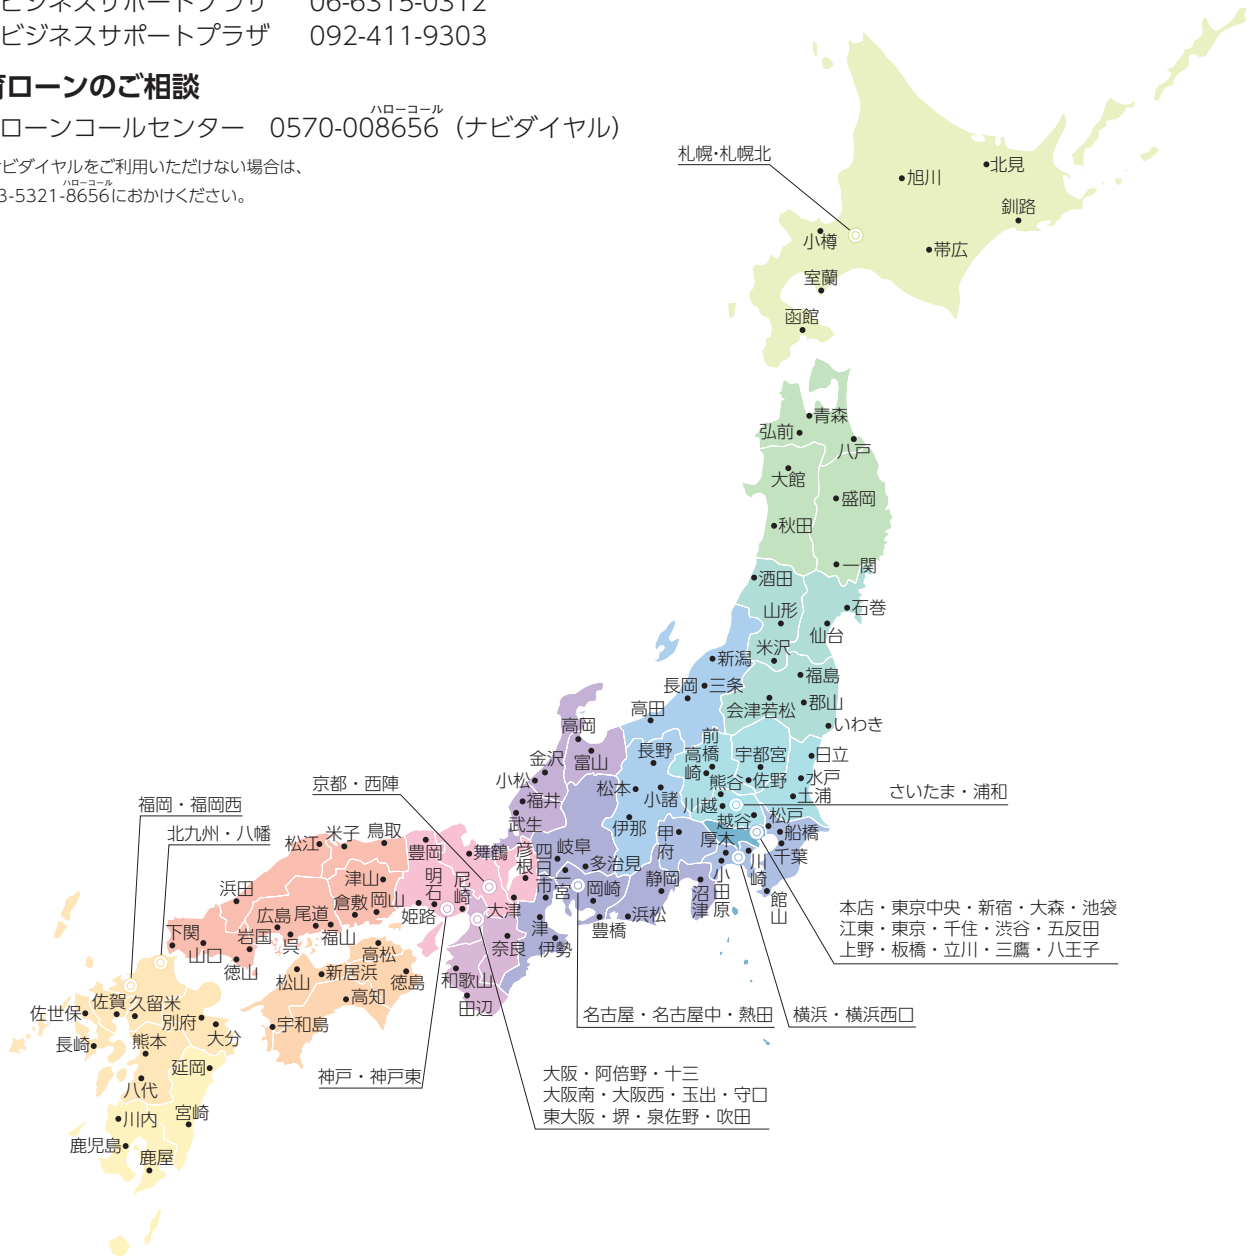 ビジネスサポートプラザ 06-6315-0312
ビジネスサポートプラザ 092-411-9303
育ローンのご相談
ハローコール
ローンコールセンター 0570-008656（ナビダイヤル）
ナビダイヤルをご利用いただけない場合は、
ハローコール
3-5321-8656におかけください。
札幌・札幌北
旭川
北見
釧路
小樽
帯広
室蘭
函館
青森
弘前
八戸
大館
盛岡
秋田
一関
酒田
石巻
山形
仙台
米沢
新潟
福島
長岡
三条
会津若松
郡山
高田
いわき
高岡
前橋
高崎
長野
宇都宮
日立
富山
金沢
小松
熊谷
佐野
水戸
松本
小諸
土浦
さいたま・浦和
福井
川越
京都・西陣
福岡・福岡西
武生
伊那
甲府
越谷
松戸
船橋
北九州・八幡
松江
米子
鳥取
豊岡
舞鶴
彦根
四日市
岐阜
多治見
厚木
川崎
千葉
一宮
津山
明石
尼崎
岡崎
静岡
沼津
小田原
館山
浜田
倉敷
岡山
姫路
大津
浜松
豊橋
本店・東京中央・新宿・大森・池袋
江東・東京・千住・渋谷・五反田
上野・板橋・立川・三鷹・八王子
広島
尾道
福山
下関
山口
岩国
呉
徳山
津
伊勢
奈良
高松
松山
新居浜
徳島
和歌山
田辺
高知
佐賀
久留米
佐世保
別府
宇和島
名古屋・名古屋中・熱田
横浜・横浜西口
長崎
熊本
大分
延岡
神戸・神戸東
大阪・阿倍野・十三
大阪南・大阪西・玉出・守口
東大阪・堺・泉佐野・吹田
八代
川内
宮崎
鹿児島
鹿屋